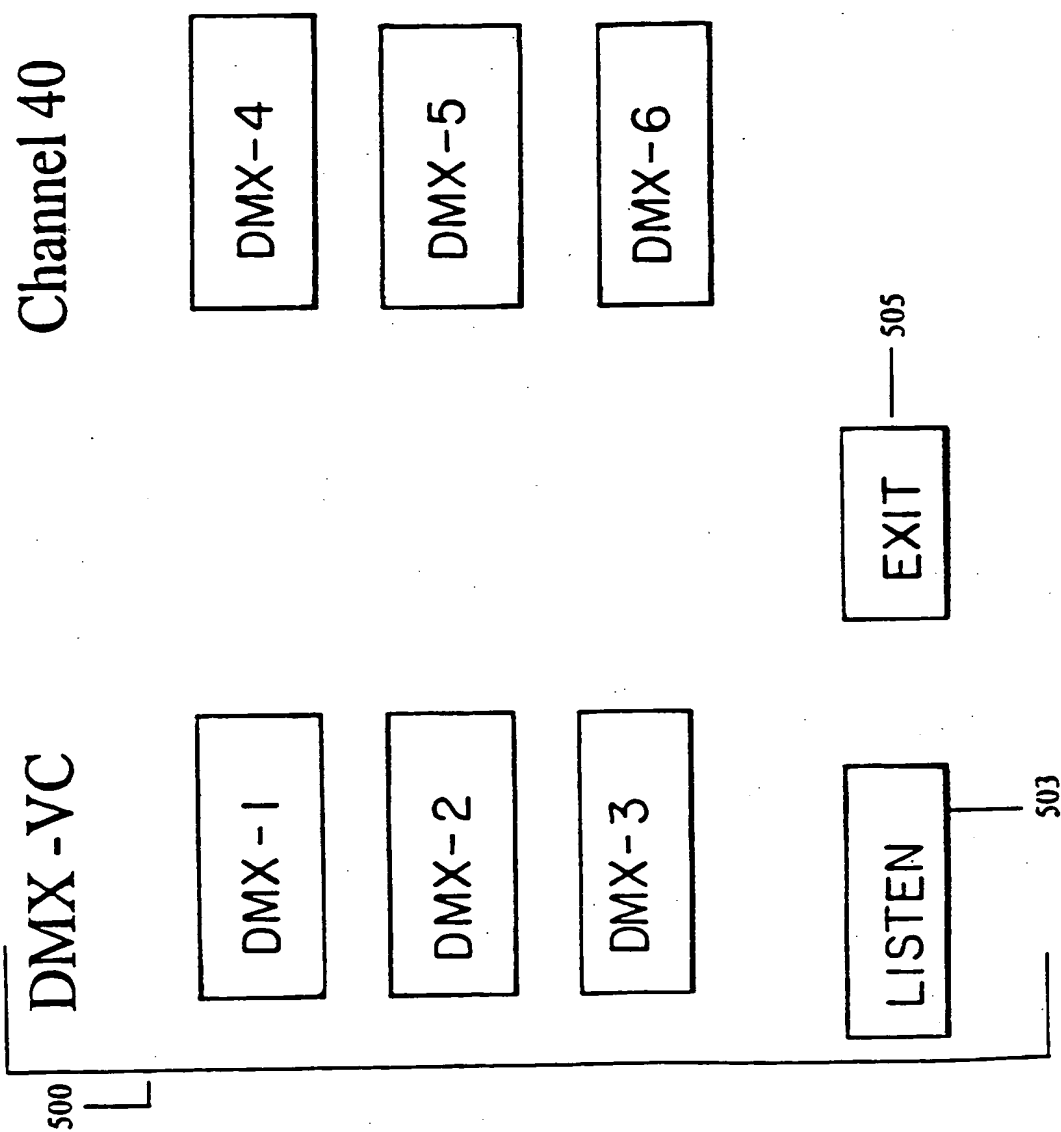 500
DMX-VC Channel 40
DMX-1 DMX-4
DMX-2 DMX-5
DMX-3 DMX-6
LISTEN EXIT
505
503